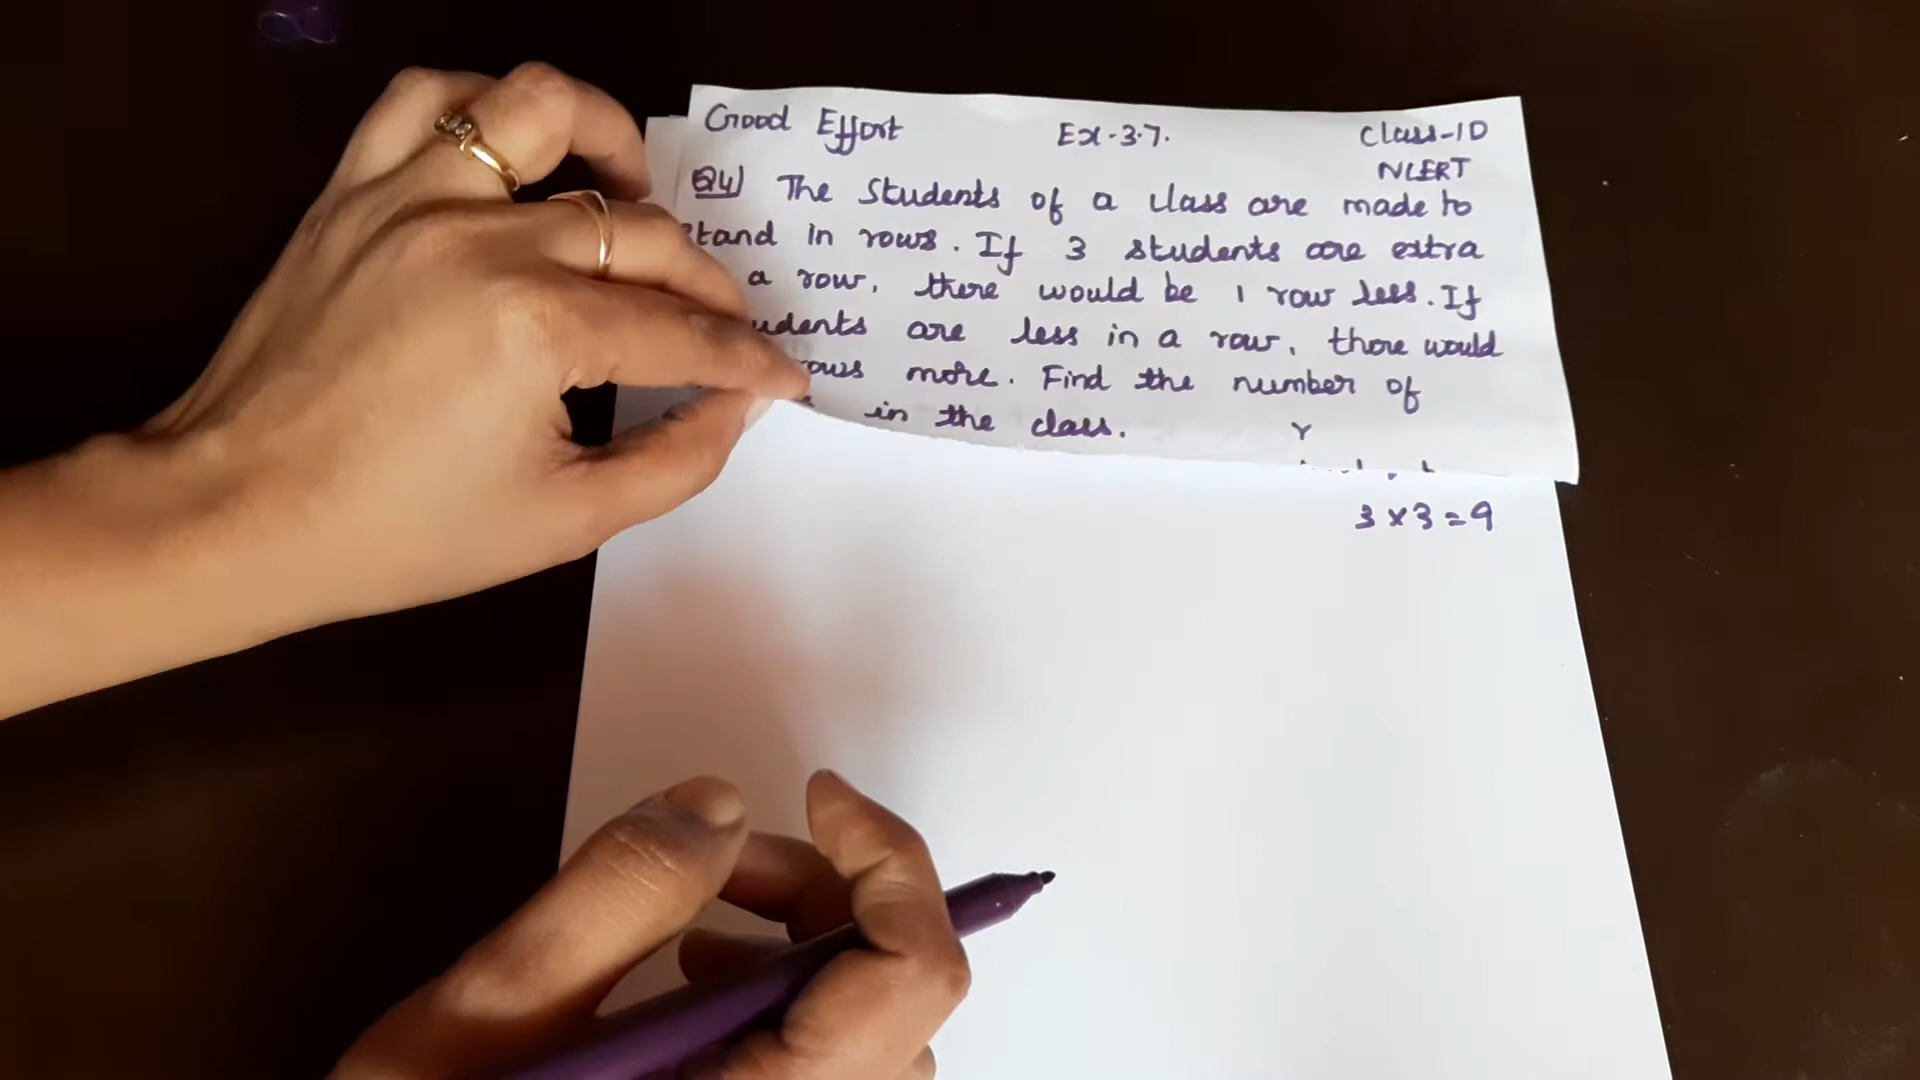 Good Effort Ex-3.7. Class-10
NCERT
Q4) The Students of a class are made to
stand in rows. If 3 students are extra
a row, there would be 1 row less. If
udents are less in a row, there would
ows more. Find the number of
in the class.
r
3 x 3 = 9